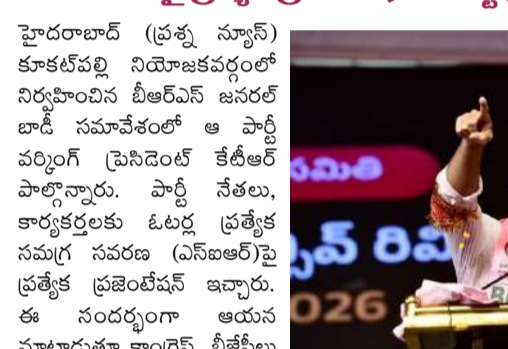 హైదరాబాద్ (ప్రశ్న న్యూస్)
కూకట్‌పల్లి నియోజకవర్గంలో
నిర్వహించిన బీఆర్ఎస్ జనరల్
బాడీ సమావేశంలో ఆ పార్టీ
వర్కింగ్ ప్రెసిడెంట్ కేటీఆర్
పాల్గొన్నారు. పార్టీ నేతలు,
కార్యకర్తలకు ఓటర్ల ప్రత్యేక
సమగ్ర సవరణ (ఎస్ఐఆర్)పై
ప్రత్యేక ప్రజెంటేషన్ ఇచ్చారు.
ఈ సందర్భంగా ఆయన
మాట్లాడుతూ కాంగ్రెస్, బీజేపీలు
సమితి
026